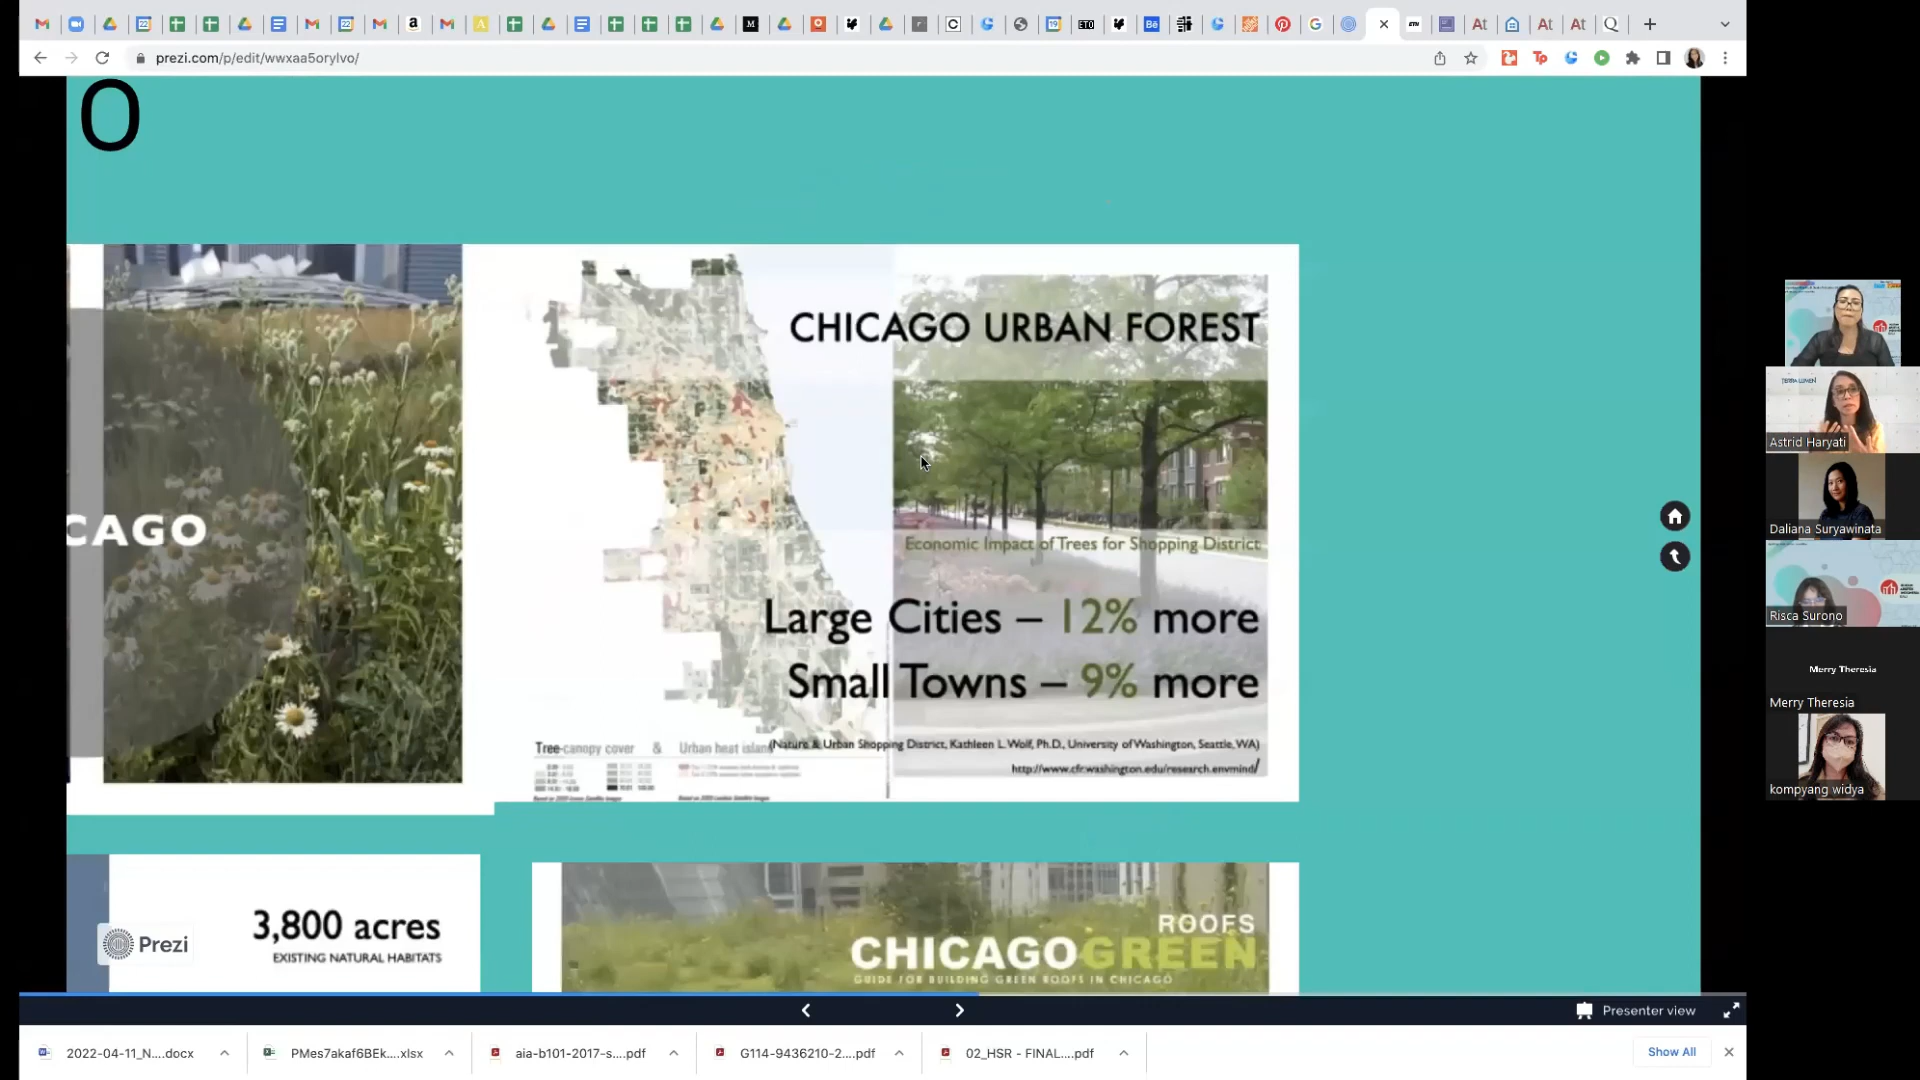 prezi.com/p/edit/wwxaa5orylvo/
O
CAGO
CHICAGO URBAN FOREST
Economic Impact of Trees for Shopping District
Large Cities – 12% more
Small Towns – 9% more
Tree-canopy cover & Urban heat island
(Nature & Urban Shopping District, Kathleen L. Wolf, Ph.D., University of Washington, Seattle, WA)
http://www.cfr.washington.edu/research.envmind/
3,800 acres
EXISTING NATURAL HABITATS
Prezi
ROOFS
CHICAGOGREEN
GUIDE FOR BUILDING GREEN ROOFS IN CHICAGO
Presenter view
2022-04-11_N....docx
PMes7akaf6BEk....xlsx
aia-b101-2017-s....pdf
G114-9436210-2....pdf
02_HSR - FINAL....pdf
Show All
TERRA LUMEN
Astrid Haryati
Daliana Suryawinata
Risca Surono
Merry Theresia
Merry Theresia
kompyang widya